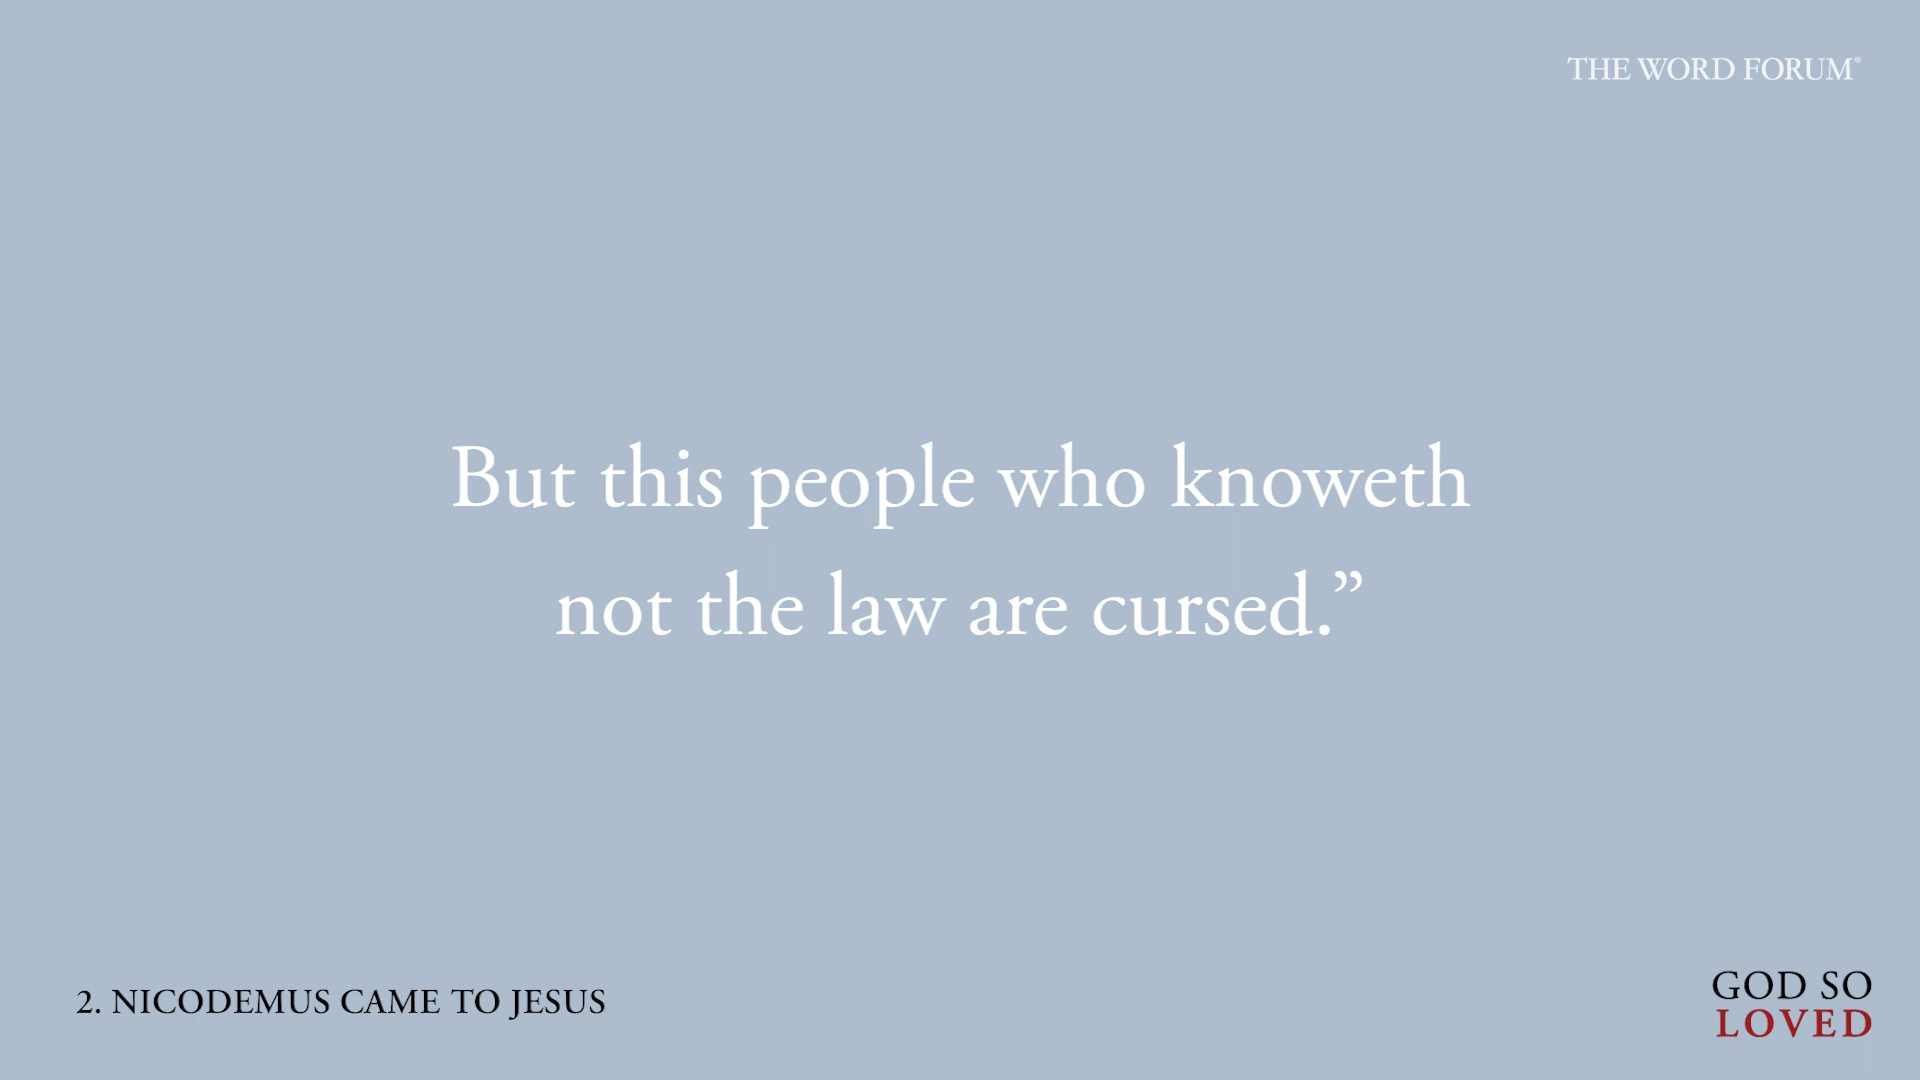 THE WORD FORUM®
But this people who knoweth
not the law are cursed.”
2. NICODEMUS CAME TO JESUS
GOD SO
LOVED